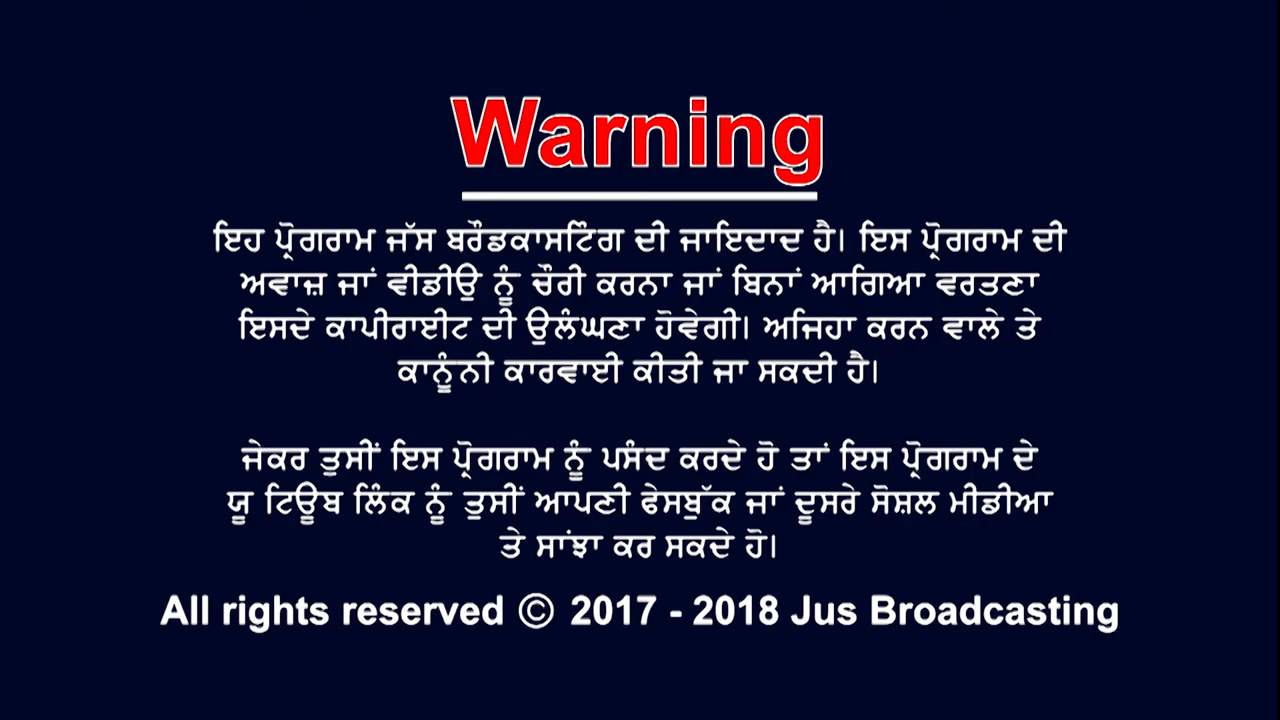 Warning
ਇਹ ਪ੍ਰੋਗਰਾਮ ਜੱਸ ਬਰੌਡਕਾਸਟਿੰਗ ਦੀ ਜਾਇਦਾਦ ਹੈ। ਇਸ ਪ੍ਰੋਗਰਾਮ ਦੀ
ਅਵਾਜ਼ ਜਾਂ ਵੀਡੀਉ ਨੂੰ ਚੌਰੀ ਕਰਨਾ ਜਾਂ ਬਿਨਾਂ ਆਗਿਆ ਵਰਤਣਾ
ਇਸਦੇ ਕਾਪੀਰਾਈਟ ਦੀ ਉਲੰਘਣਾ ਹੋਵੇਗੀ। ਅਜਿਹਾ ਕਰਨ ਵਾਲੇ ਤੇ
ਕਾਨੂੰਨੀ ਕਾਰਵਾਈ ਕੀਤੀ ਜਾ ਸਕਦੀ ਹੈ।
ਜੇਕਰ ਤੁਸੀਂ ਇਸ ਪ੍ਰੋਗਰਾਮ ਨੂੰ ਪਸੰਦ ਕਰਦੇ ਹੋ ਤਾਂ ਇਸ ਪ੍ਰੋਗਰਾਮ ਦੇ
ਯੂ ਟਿਊਬ ਲਿੰਕ ਨੂੰ ਤੁਸੀਂ ਆਪਣੀ ਫੇਸਬੁੱਕ ਜਾਂ ਦੂਸਰੇ ਸੋਸ਼ਲ ਮੀਡੀਆ
ਤੇ ਸਾਂਝਾ ਕਰ ਸਕਦੇ ਹੋ।
All rights reserved © 2017 - 2018 Jus Broadcasting